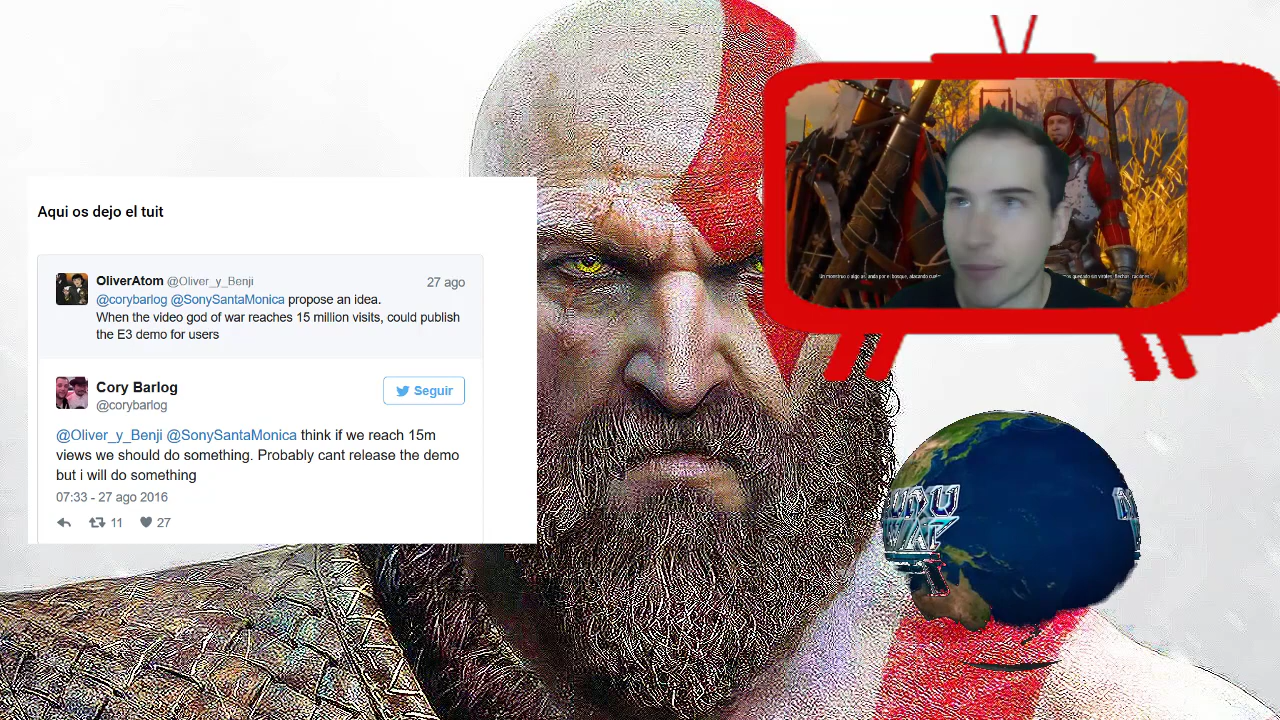 Aqui os dejo el tuit
OliverAtom @Oliver_y_Benji 27 ago
@corybarlog @SonySantaMonica propose an idea.
When the video god of war reaches 15 million visits, could publish
the E3 demo for users
Cory Barlog
@corybarlog
Seguir
@Oliver_y_Benji @SonySantaMonica think if we reach 15m
views we should do something. Probably cant release the demo
but i will do something
07:33 - 27 ago 2016
11 27